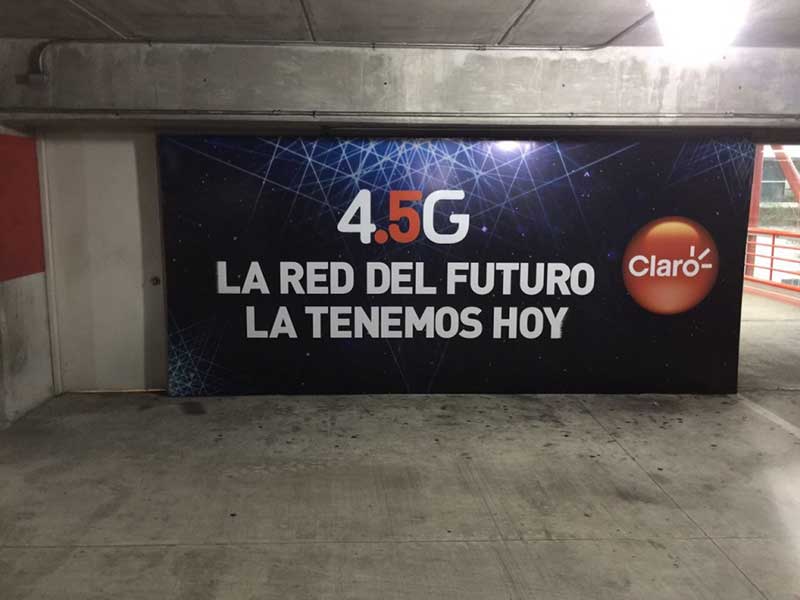 4.5G
LA RED DEL FUTURO
LA TENEMOS HOY
Claro